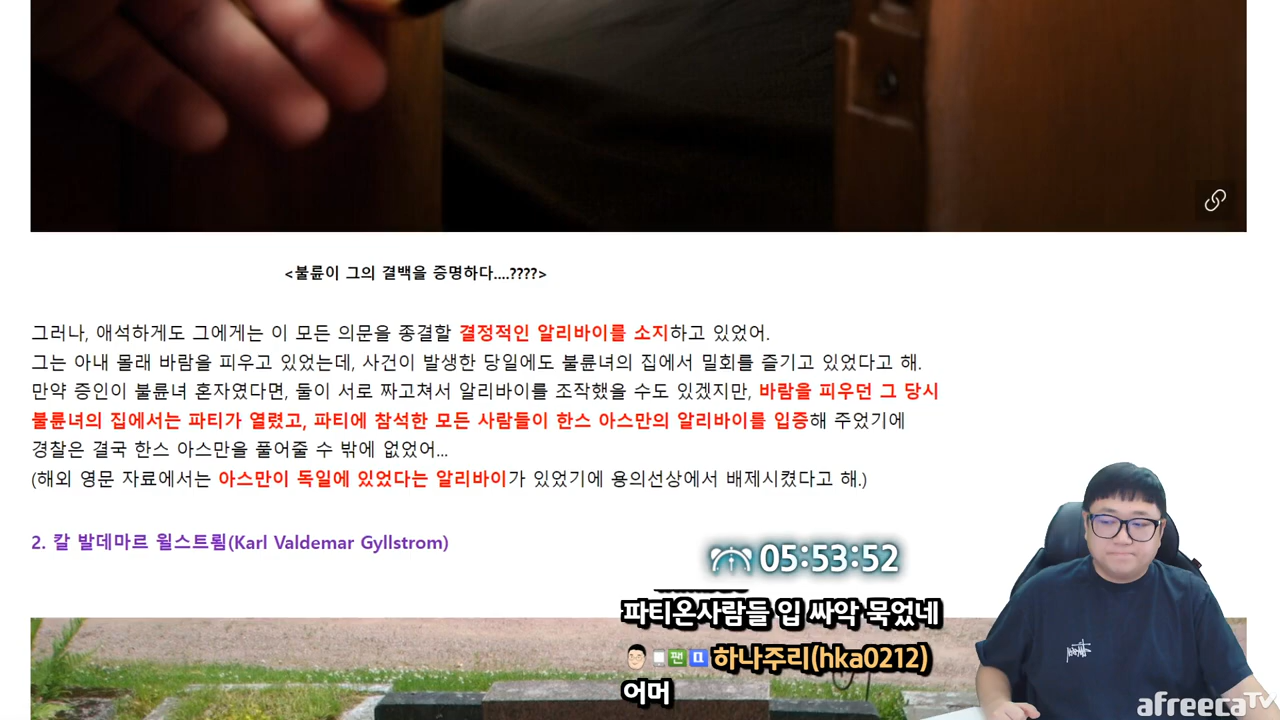 <불륜이 그의 결백을 증명하다....????>
그러나, 애석하게도 그에게는 이 모든 의문을 종결할 결정적인 알리바이를 소지하고 있었어.
그는 아내 몰래 바람을 피우고 있었는데, 사건이 발생한 당일에도 불륜녀의 집에서 밀회를 즐기고 있었다고 해.
만약 증인이 불륜녀 혼자였다면, 둘이 서로 짜고쳐서 알리바이를 조작했을 수도 있겠지만, 바람을 피우던 그 당시
불륜녀의 집에서는 파티가 열렸고, 파티에 참석한 모든 사람들이 한스 아스만의 알리바이를 입증해 주었기에
경찰은 결국 한스 아스만을 풀어줄 수 밖에 없었어...
(해외 영문 자료에서는 아스만이 독일에 있었다는 알리바이가 있었기에 용의선상에서 배제시켰다고 해.)
2. 칼 발데마르 윌스트룀(Karl Valdemar Gyllstrom)
05:53:52
파티온사람들 입 싸악 묵었네
팬 하나주리(hka0212)
어머
afreecaTV